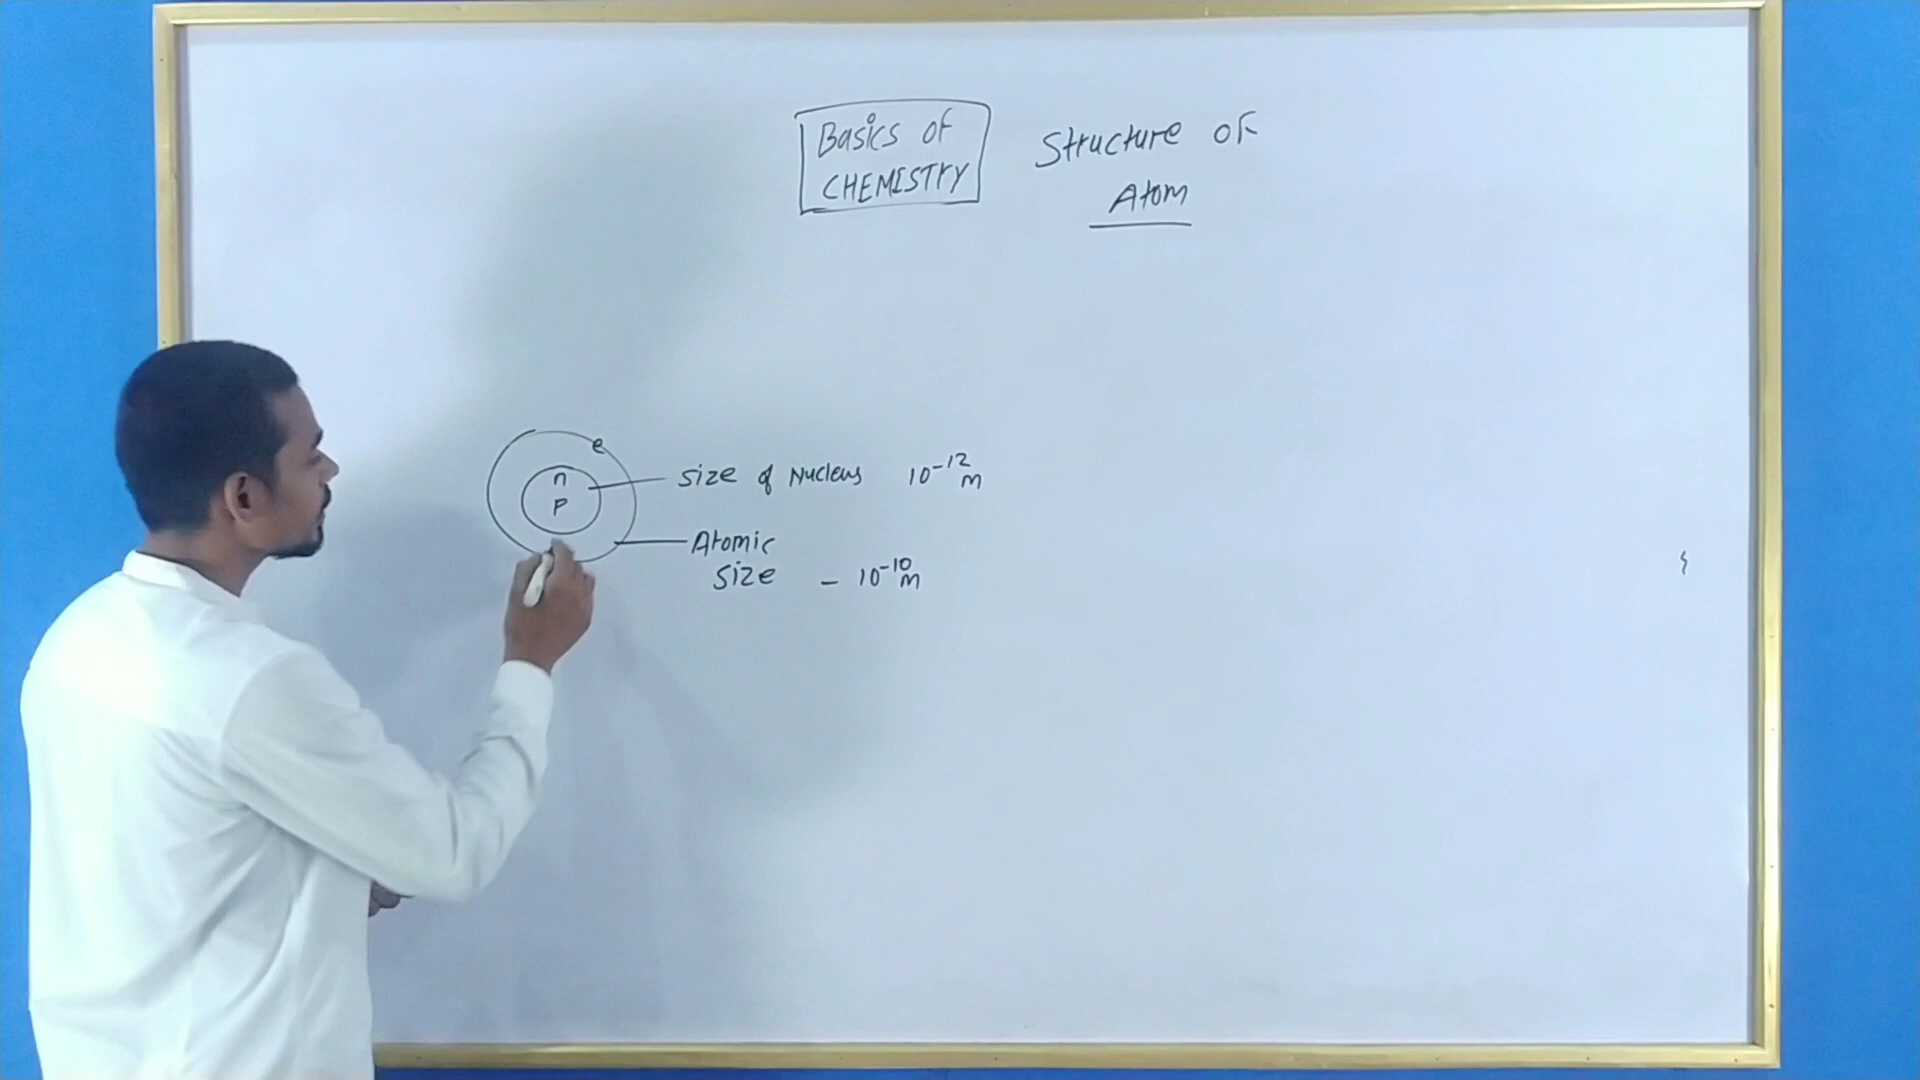 Basics of
CHEMISTRY
Structure of
Atom
e
n
P
Size of Nucleus 10⁻¹² m
Atomic
Size – 10⁻¹⁰ m